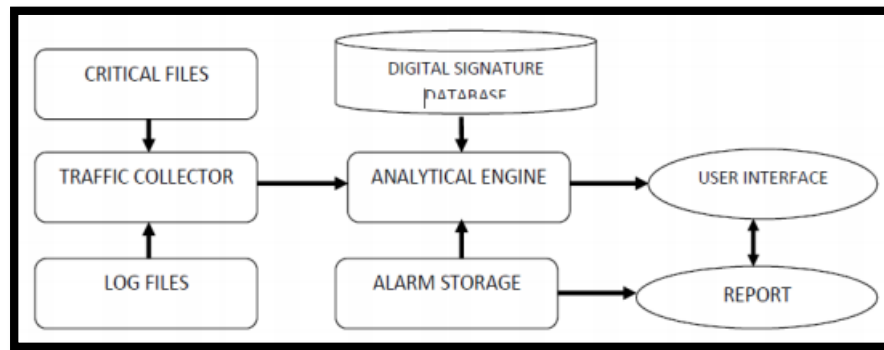 CRITICAL FILES
DIGITAL SIGNATURE
DATABASE
TRAFFIC COLLECTOR
ANALYTICAL ENGINE
USER INTERFACE
LOG FILES
ALARM STORAGE
REPORT